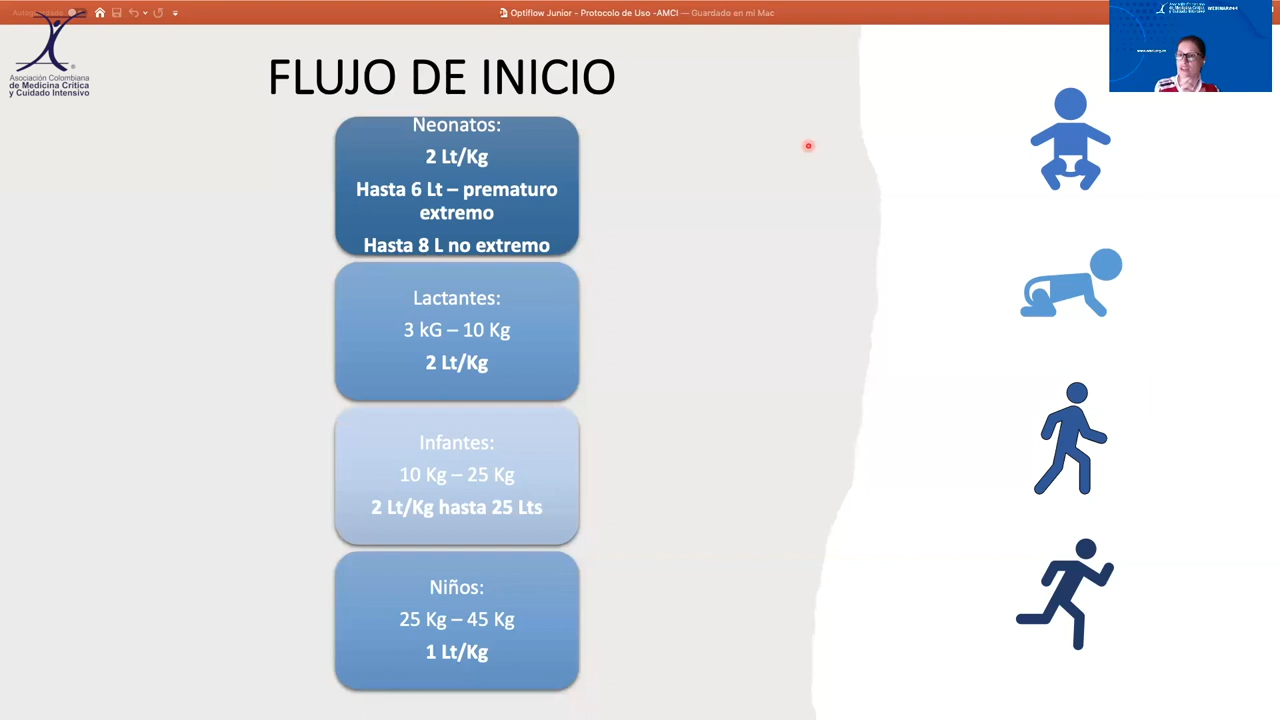 Optiflow Junior - Protocolo de Uso -AMCI — Guardado en mi Mac
Asociación Colombiana
de Medicina Crítica
y Cuidado Intensivo
FLUJO DE INICIO
Neonatos:
2 Lt/Kg
Hasta 6 Lt – prematuro
extremo
Hasta 8 L no extremo
Lactantes:
3 kG – 10 Kg
2 Lt/Kg
Infantes:
10 Kg – 25 Kg
2 Lt/Kg hasta 25 Lts
Niños:
25 Kg – 45 Kg
1 Lt/Kg